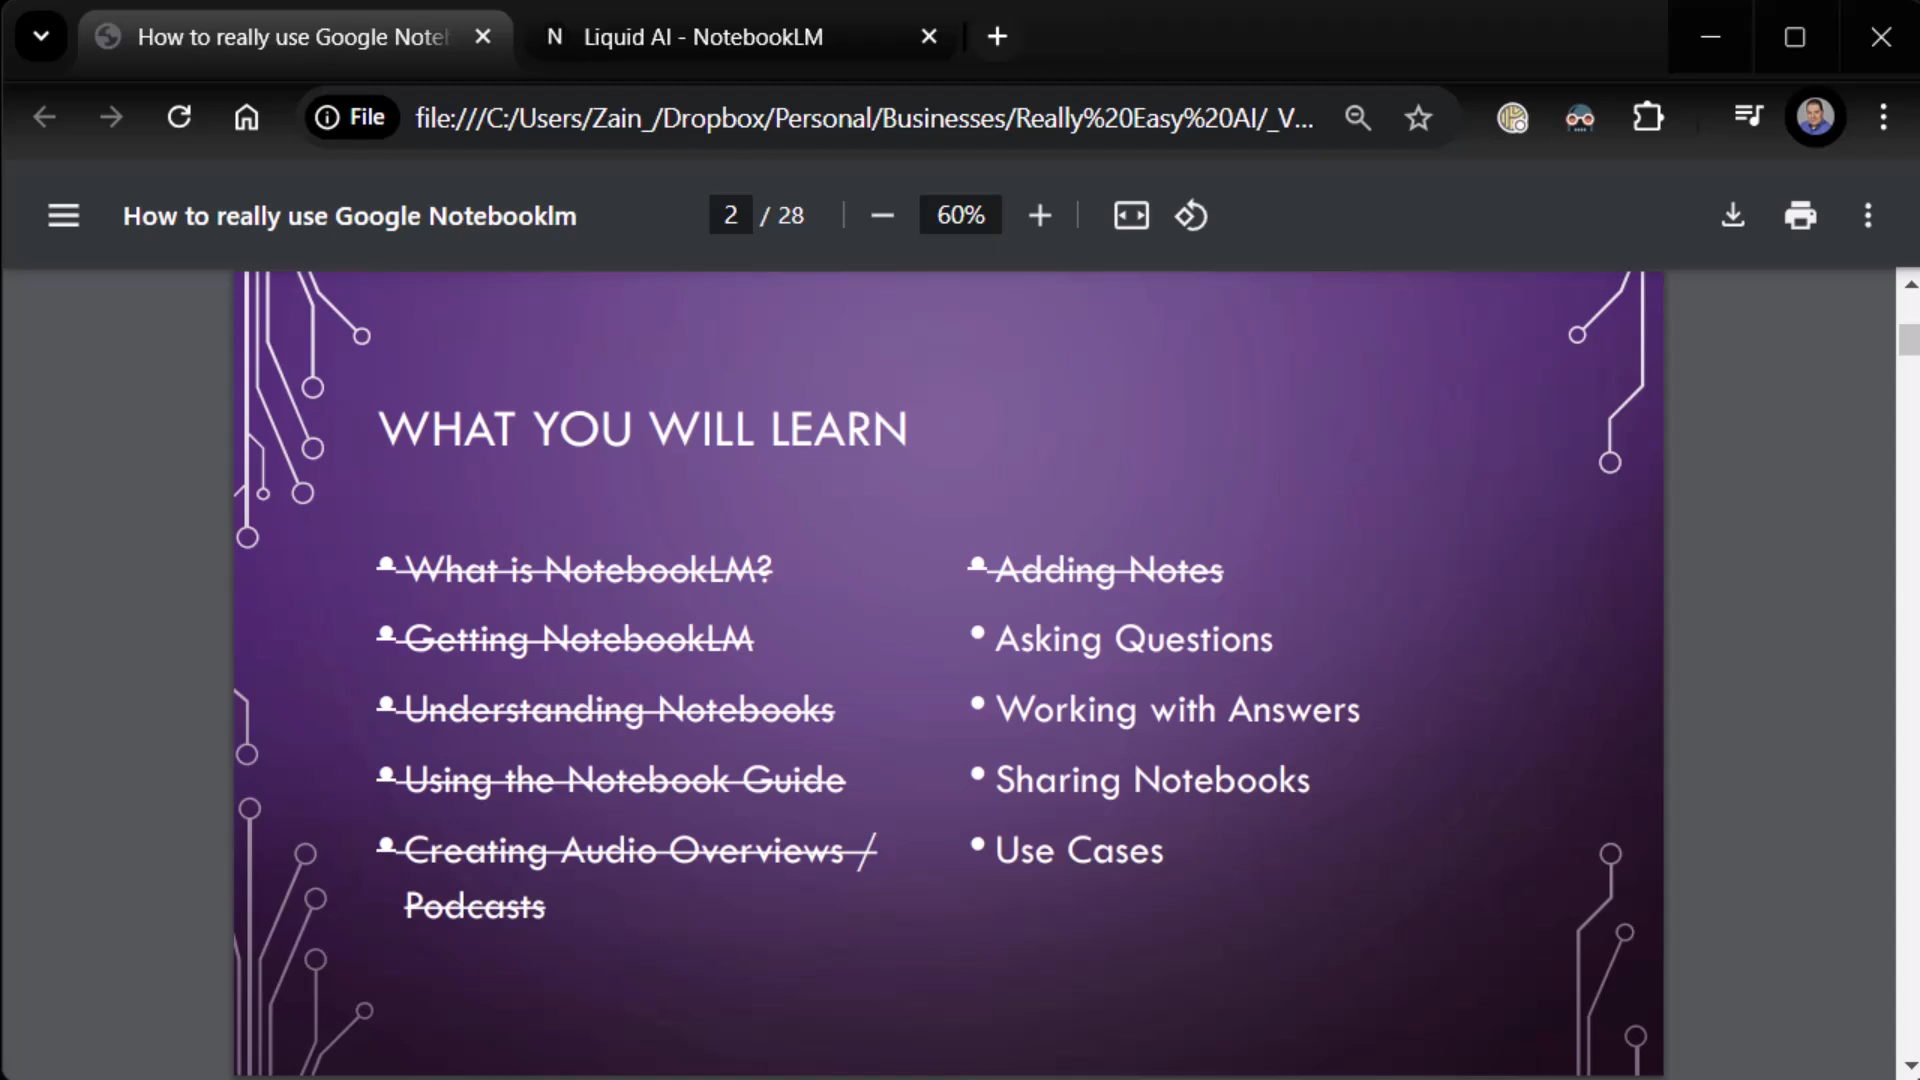 How to really use Google Note
N Liquid AI - NotebookLM
File
file:///C:/Users/Zain_/Dropbox/Personal/Businesses/Really%20Easy%20AI/_V...
How to really use Google Notebooklm
2 / 28
60%
WHAT YOU WILL LEARN
• What is NotebookLM?
• Getting NotebookLM
• Understanding Notebooks
• Using the Notebook Guide
• Creating Audio Overviews /
Podcasts
• Adding Notes
• Asking Questions
• Working with Answers
• Sharing Notebooks
• Use Cases